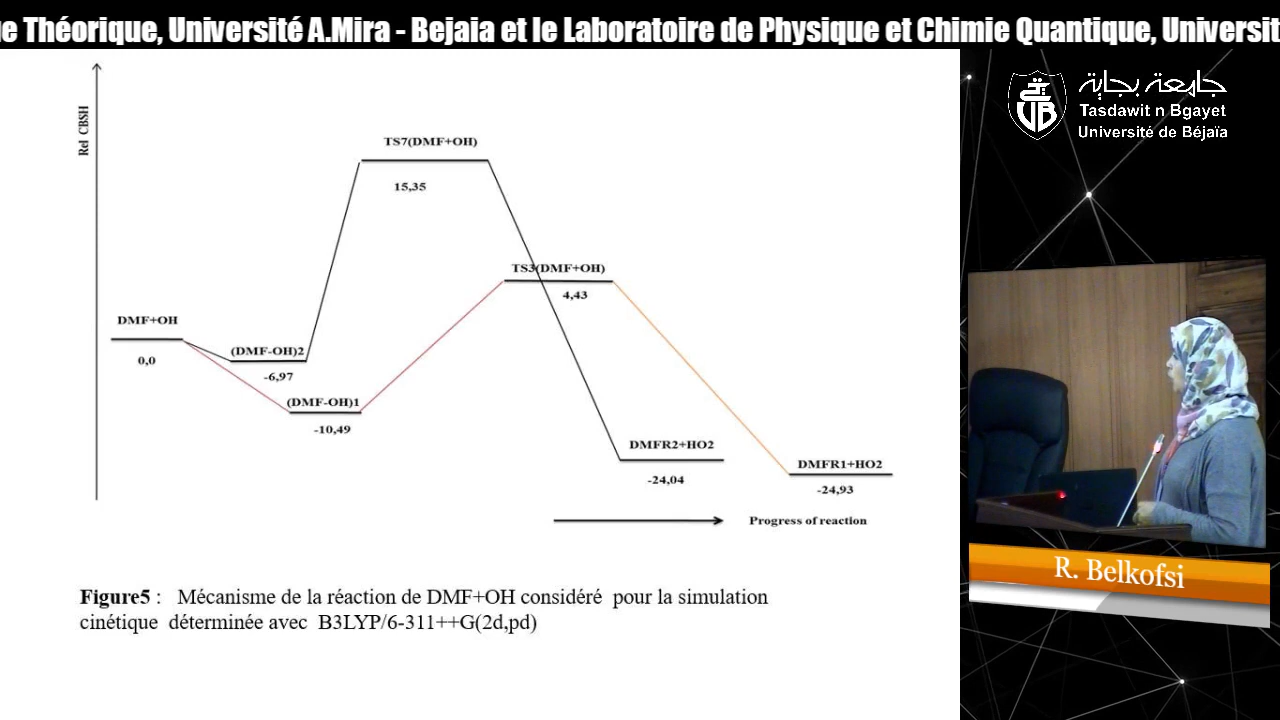 e Théorique, Université A.Mira - Bejaia et le Laboratoire de Physique et Chimie Quantique, Universit
جامعة بجاية
Tasdawit n Bgayet
Université de Béjaïa
UB
Rel CBSH
TS7(DMF+OH)
15,35
TS3(DMF+OH)
4,43
DMF+OH
0,0
(DMF-OH)2
-6,97
(DMF-OH)1
-10,49
DMFR2+HO2
-24,04
DMFR1+HO2
-24,93
Progress of reaction
Figure5 : Mécanisme de la réaction de DMF+OH considéré pour la simulation
cinétique déterminée avec B3LYP/6-311++G(2d,pd)
R. Belkofsi